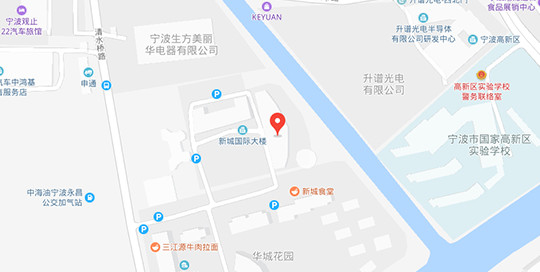 宁波观止
22汽车旅馆
清水桥路
KEYUAN
宁波生方美丽
华电器有限公司
升谱光电半导体
有限公司研发中心
食品展销中心
宁波高新区
申通
汽车中鸿基
售后服务店
升谱光电
有限公司
高新区实验学校
警务联络室
宁波市国家高新区
实验学校
P
P
P
P
P
P
新城国际大楼
中海油宁波永昌
公交加气站
新城食堂
三江源牛肉拉面
华城花园